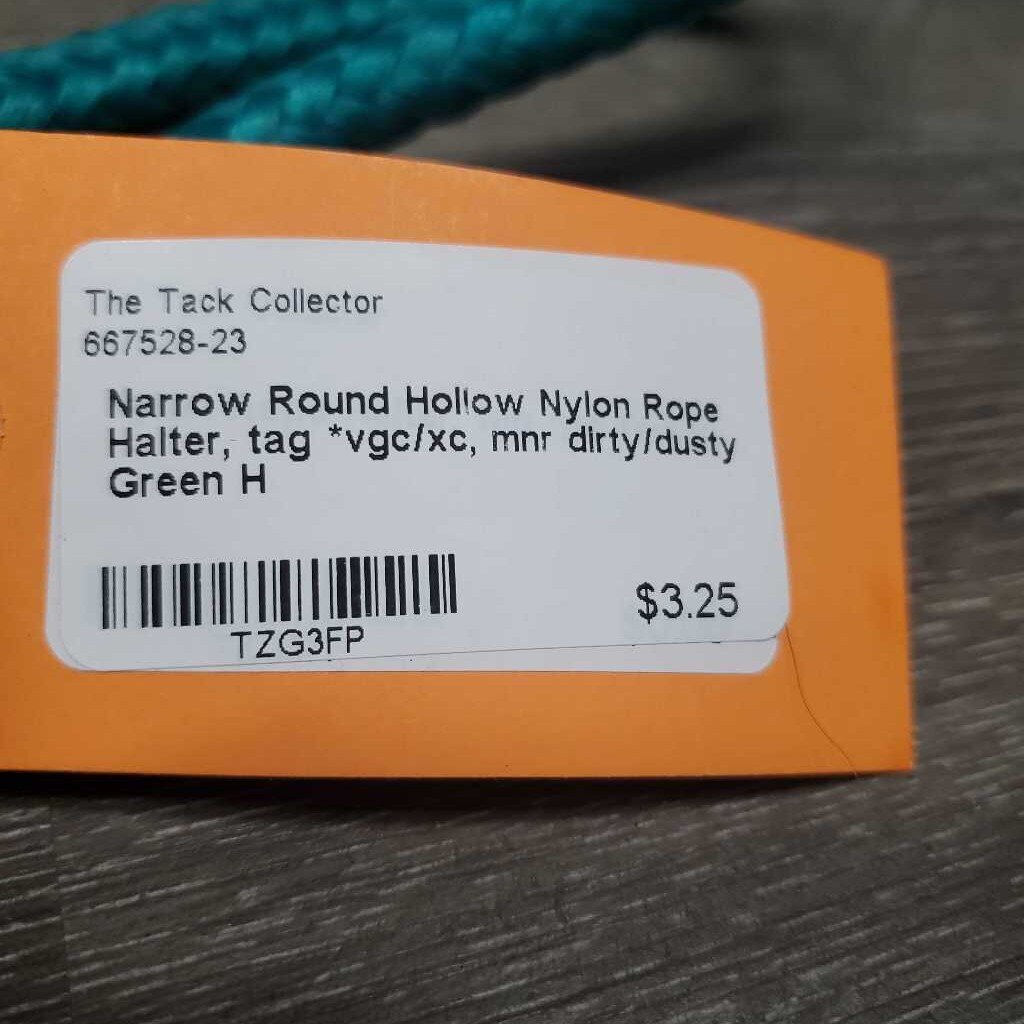 The Tack Collector
667528-23
Narrow Round Hollow Nylon Rope
Halter, tag *vgc/xc, mnr dirty/dusty
Green H
$3.25
TZG3FP